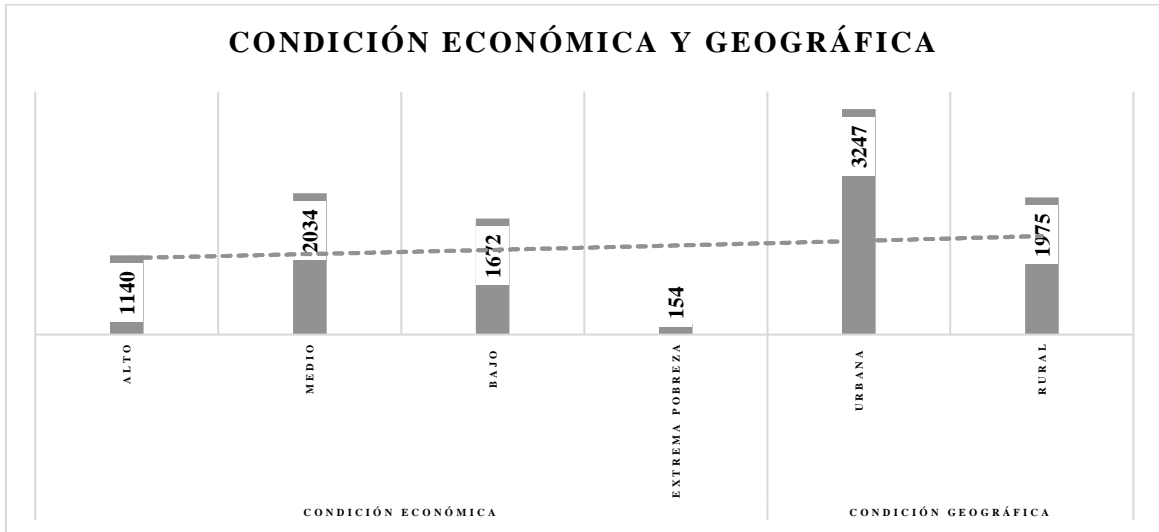 CONDICIÓN ECONÓMICA Y GEOGRÁFICA
1140
2034
1672
154
3247
1975
ALTO
MEDIO
BAJO
EXTREMA POBREZA
URBANA
RURAL
CONDICIÓN ECONÓMICA
CONDICIÓN GEOGRÁFICA